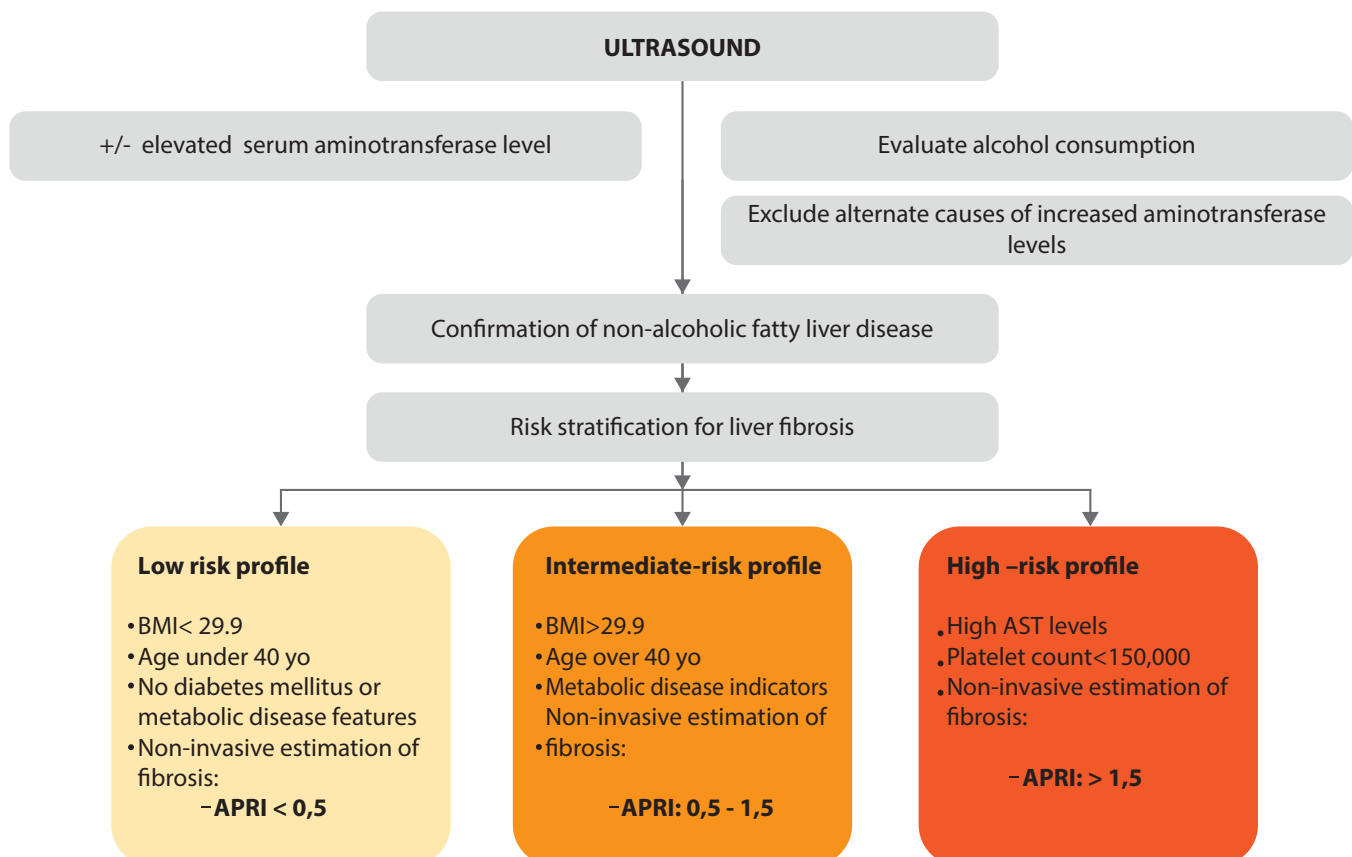 ULTRASOUND
+/- elevated serum aminotransferase level
Evaluate alcohol consumption
Exclude alternate causes of increased aminotransferase
levels
Confirmation of non-alcoholic fatty liver disease
Risk stratification for liver fibrosis
Low risk profile
•BMI< 29.9
•Age under 40 yo
•No diabetes mellitus or
metabolic disease features
•Non-invasive estimation of
fibrosis:
–APRI < 0,5
Intermediate-risk profile
•BMI>29.9
•Age over 40 yo
•Metabolic disease indicators
Non-invasive estimation of
•fibrosis:
–APRI: 0,5 - 1,5
High –risk profile
•High AST levels
•Platelet count<150,000
•Non-invasive estimation of
fibrosis:
–APRI: > 1,5